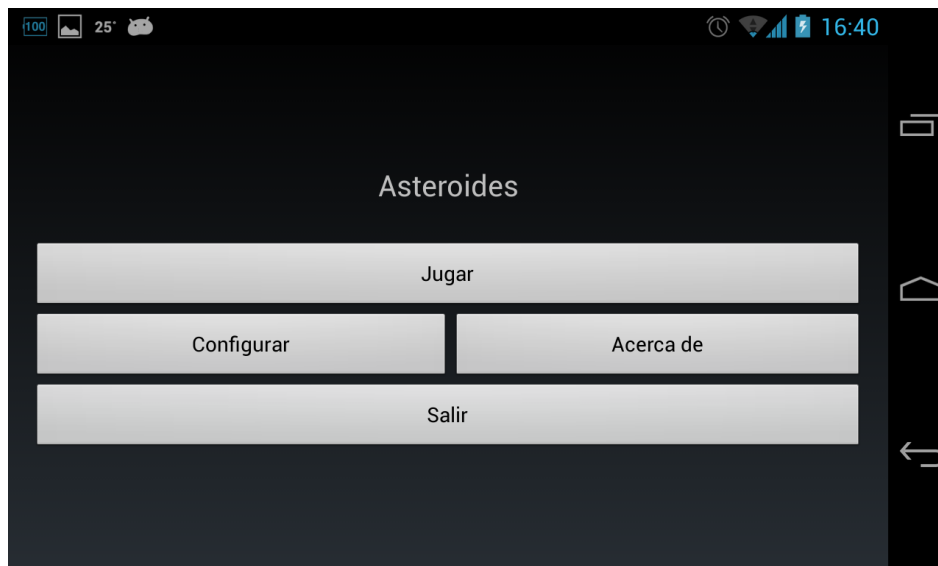 100 25° 16:40
Asteroides
Jugar
Configurar Acerca de
Salir